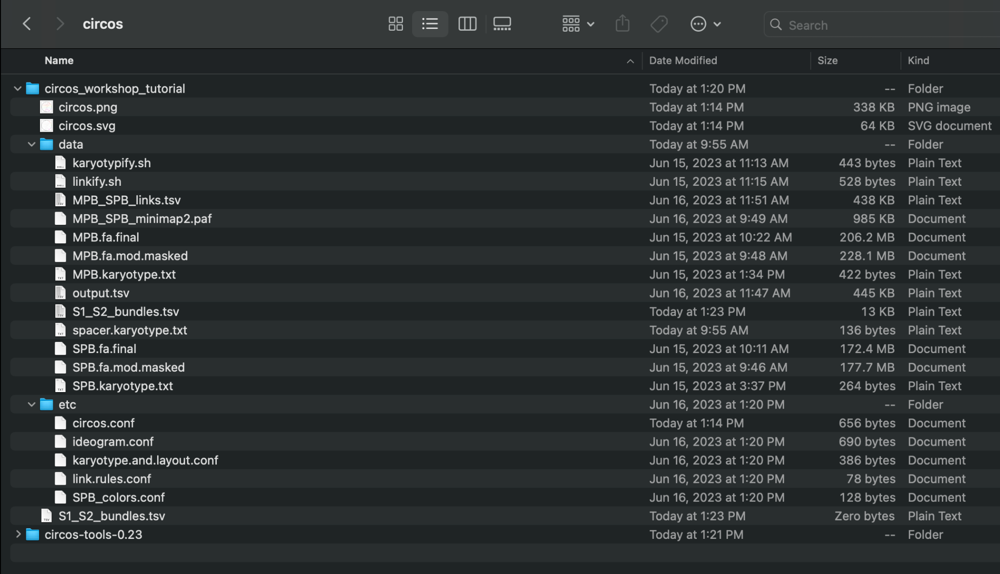 circos
Search
Name Date Modified Size Kind
circos_workshop_tutorial Today at 1:20 PM -- Folder
circos.png Today at 1:14 PM 338 KB PNG image
circos.svg Today at 1:14 PM 64 KB SVG document
data Today at 9:55 AM -- Folder
karyotypify.sh Jun 15, 2023 at 11:13 AM 443 bytes Plain Text
linkify.sh Jun 15, 2023 at 11:15 AM 528 bytes Plain Text
MPB_SPB_links.tsv Jun 16, 2023 at 11:51 AM 438 KB Plain Text
MPB_SPB_minimap2.paf Jun 16, 2023 at 9:49 AM 985 KB Document
MPB.fa.final Jun 15, 2023 at 10:22 AM 206.2 MB Document
MPB.fa.mod.masked Jun 15, 2023 at 9:48 AM 228.1 MB Document
MPB.karyotype.txt Jun 15, 2023 at 1:34 PM 422 bytes Plain Text
output.tsv Jun 16, 2023 at 11:47 AM 445 KB Plain Text
S1_S2_bundles.tsv Today at 1:23 PM 13 KB Plain Text
spacer.karyotype.txt Today at 9:55 AM 136 bytes Plain Text
SPB.fa.final Jun 15, 2023 at 10:11 AM 172.4 MB Document
SPB.fa.mod.masked Jun 15, 2023 at 9:46 AM 177.7 MB Document
SPB.karyotype.txt Jun 15, 2023 at 3:37 PM 264 bytes Plain Text
etc Jun 16, 2023 at 1:20 PM -- Folder
circos.conf Today at 1:14 PM 656 bytes Document
ideogram.conf Jun 16, 2023 at 1:20 PM 690 bytes Document
karyotype.and.layout.conf Jun 16, 2023 at 1:20 PM 386 bytes Document
link.rules.conf Jun 16, 2023 at 1:20 PM 78 bytes Document
SPB_colors.conf Jun 16, 2023 at 1:20 PM 128 bytes Document
S1_S2_bundles.tsv Today at 1:23 PM Zero bytes Plain Text
circos-tools-0.23 Today at 1:21 PM -- Folder